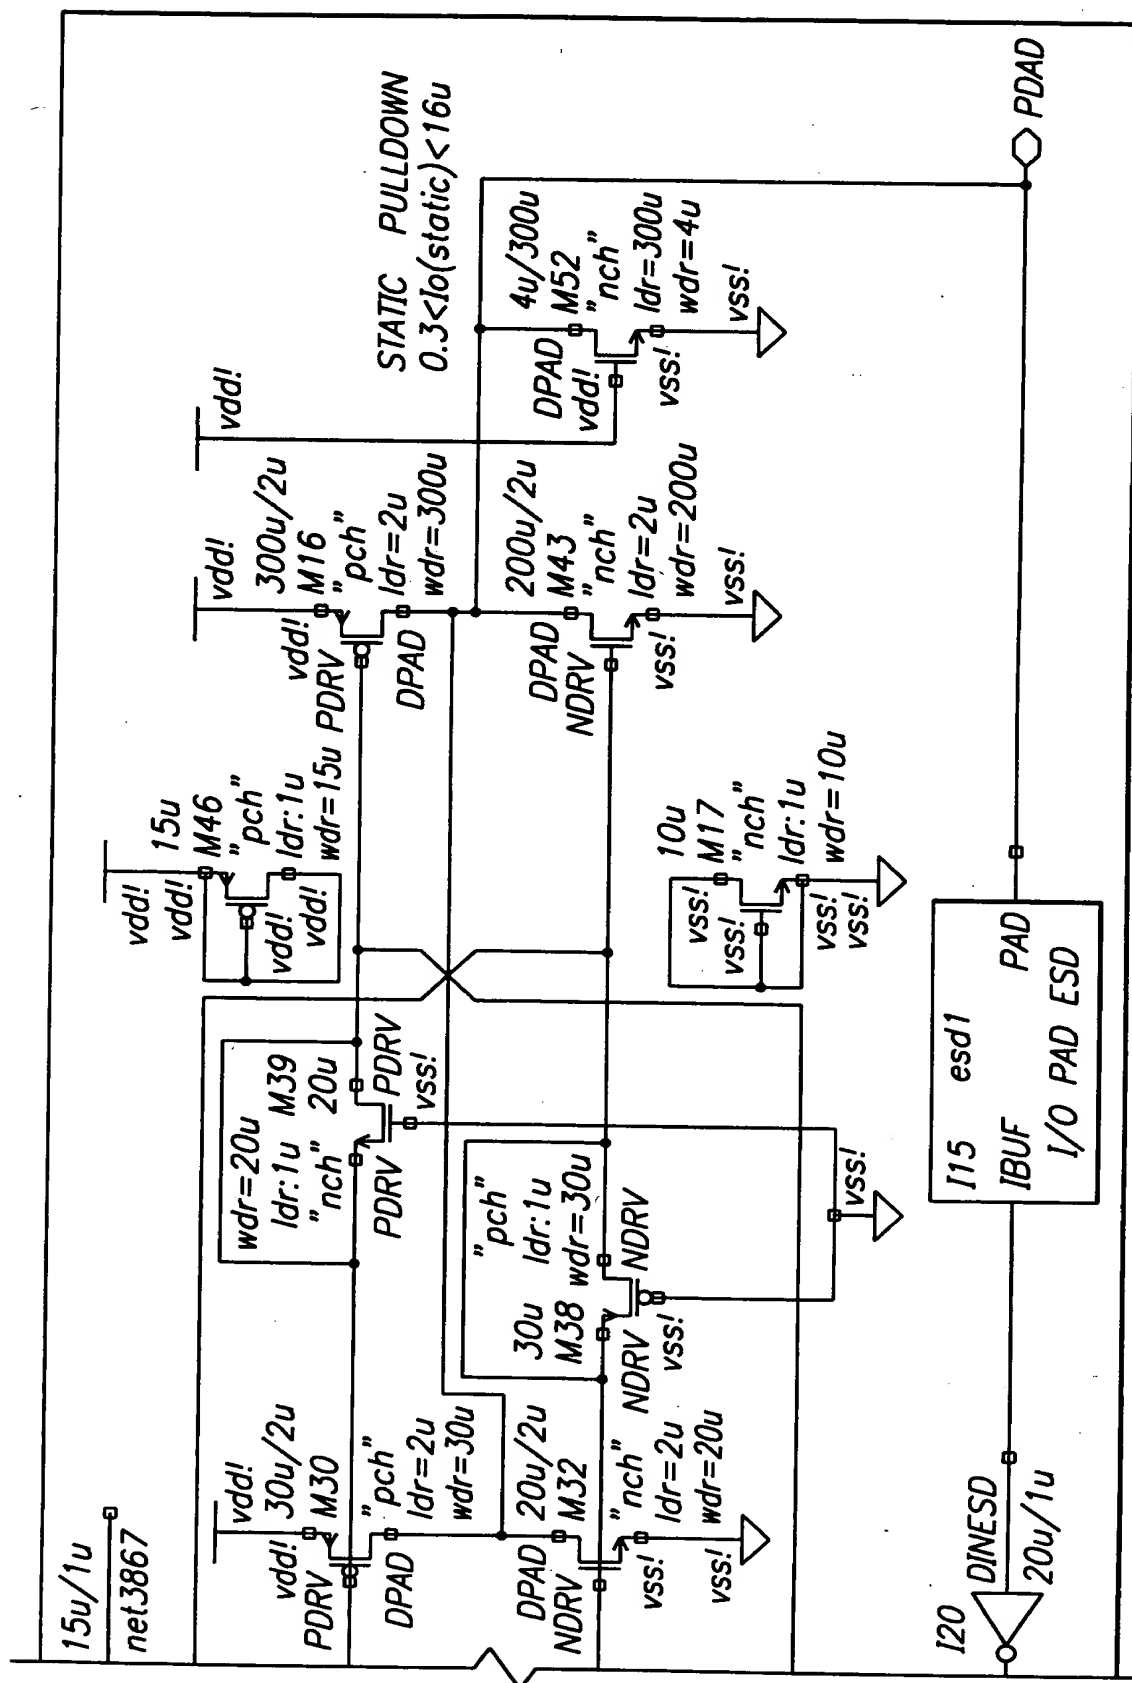 15u/1u
net3867
vdd!
30u/2u
M30
vdd!
PDRV
"pch"
ldr=2u
wdr=30u
DPAD
20u/2u
M32
DPAD
NDRV
"nch"
ldr=2u
wdr=20u
vss!
vss!
wdr=20u
ldr:1u
"nch"
M39
20u
PDRV
PDRV
vss!
"pch"
ldr:1u
wdr=30u
30u
M38
NDRV
NDRV
vss!
vss!
vdd!
vdd!
15u
M46
"pch"
ldr:1u
wdr=15u
vdd!
vdd!
10u
M17
"nch"
ldr:1u
wdr=10u
vss!
vss!
vss!
vss!
vdd!
300u/2u
M16
"pch"
ldr=2u
wdr=300u
vdd!
PDRV
DPAD
200u/2u
M43
"nch"
ldr=2u
wdr=200u
DPAD
NDRV
vss!
vss!
vdd!
STATIC PULLDOWN
0.3<Io(static)<16u
4u/300u
M52
"nch"
ldr=300u
wdr=4u
DPAD
vdd!
vss!
vss!
I20
DINESD
20u/1u
I15 esd1
IBUF PAD
I/O PAD ESD
PDAD